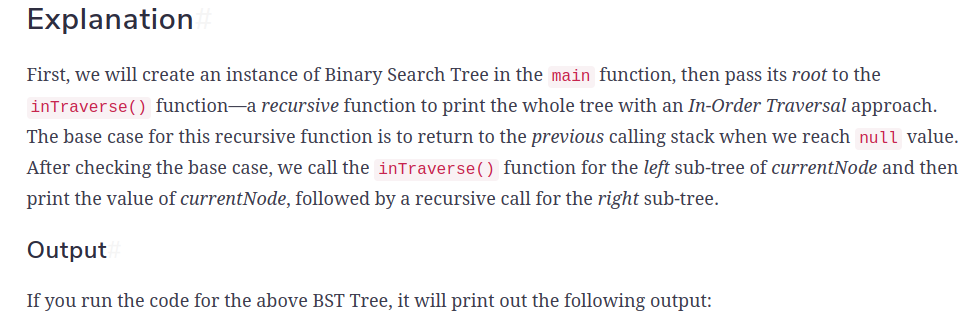 Explanation#
First, we will create an instance of Binary Search Tree in the main function, then pass its root to the
inTraverse() function—a recursive function to print the whole tree with an In-Order Traversal approach.
The base case for this recursive function is to return to the previous calling stack when we reach null value.
After checking the base case, we call the inTraverse() function for the left sub-tree of currentNode and then
print the value of currentNode, followed by a recursive call for the right sub-tree.
Output#
If you run the code for the above BST Tree, it will print out the following output: